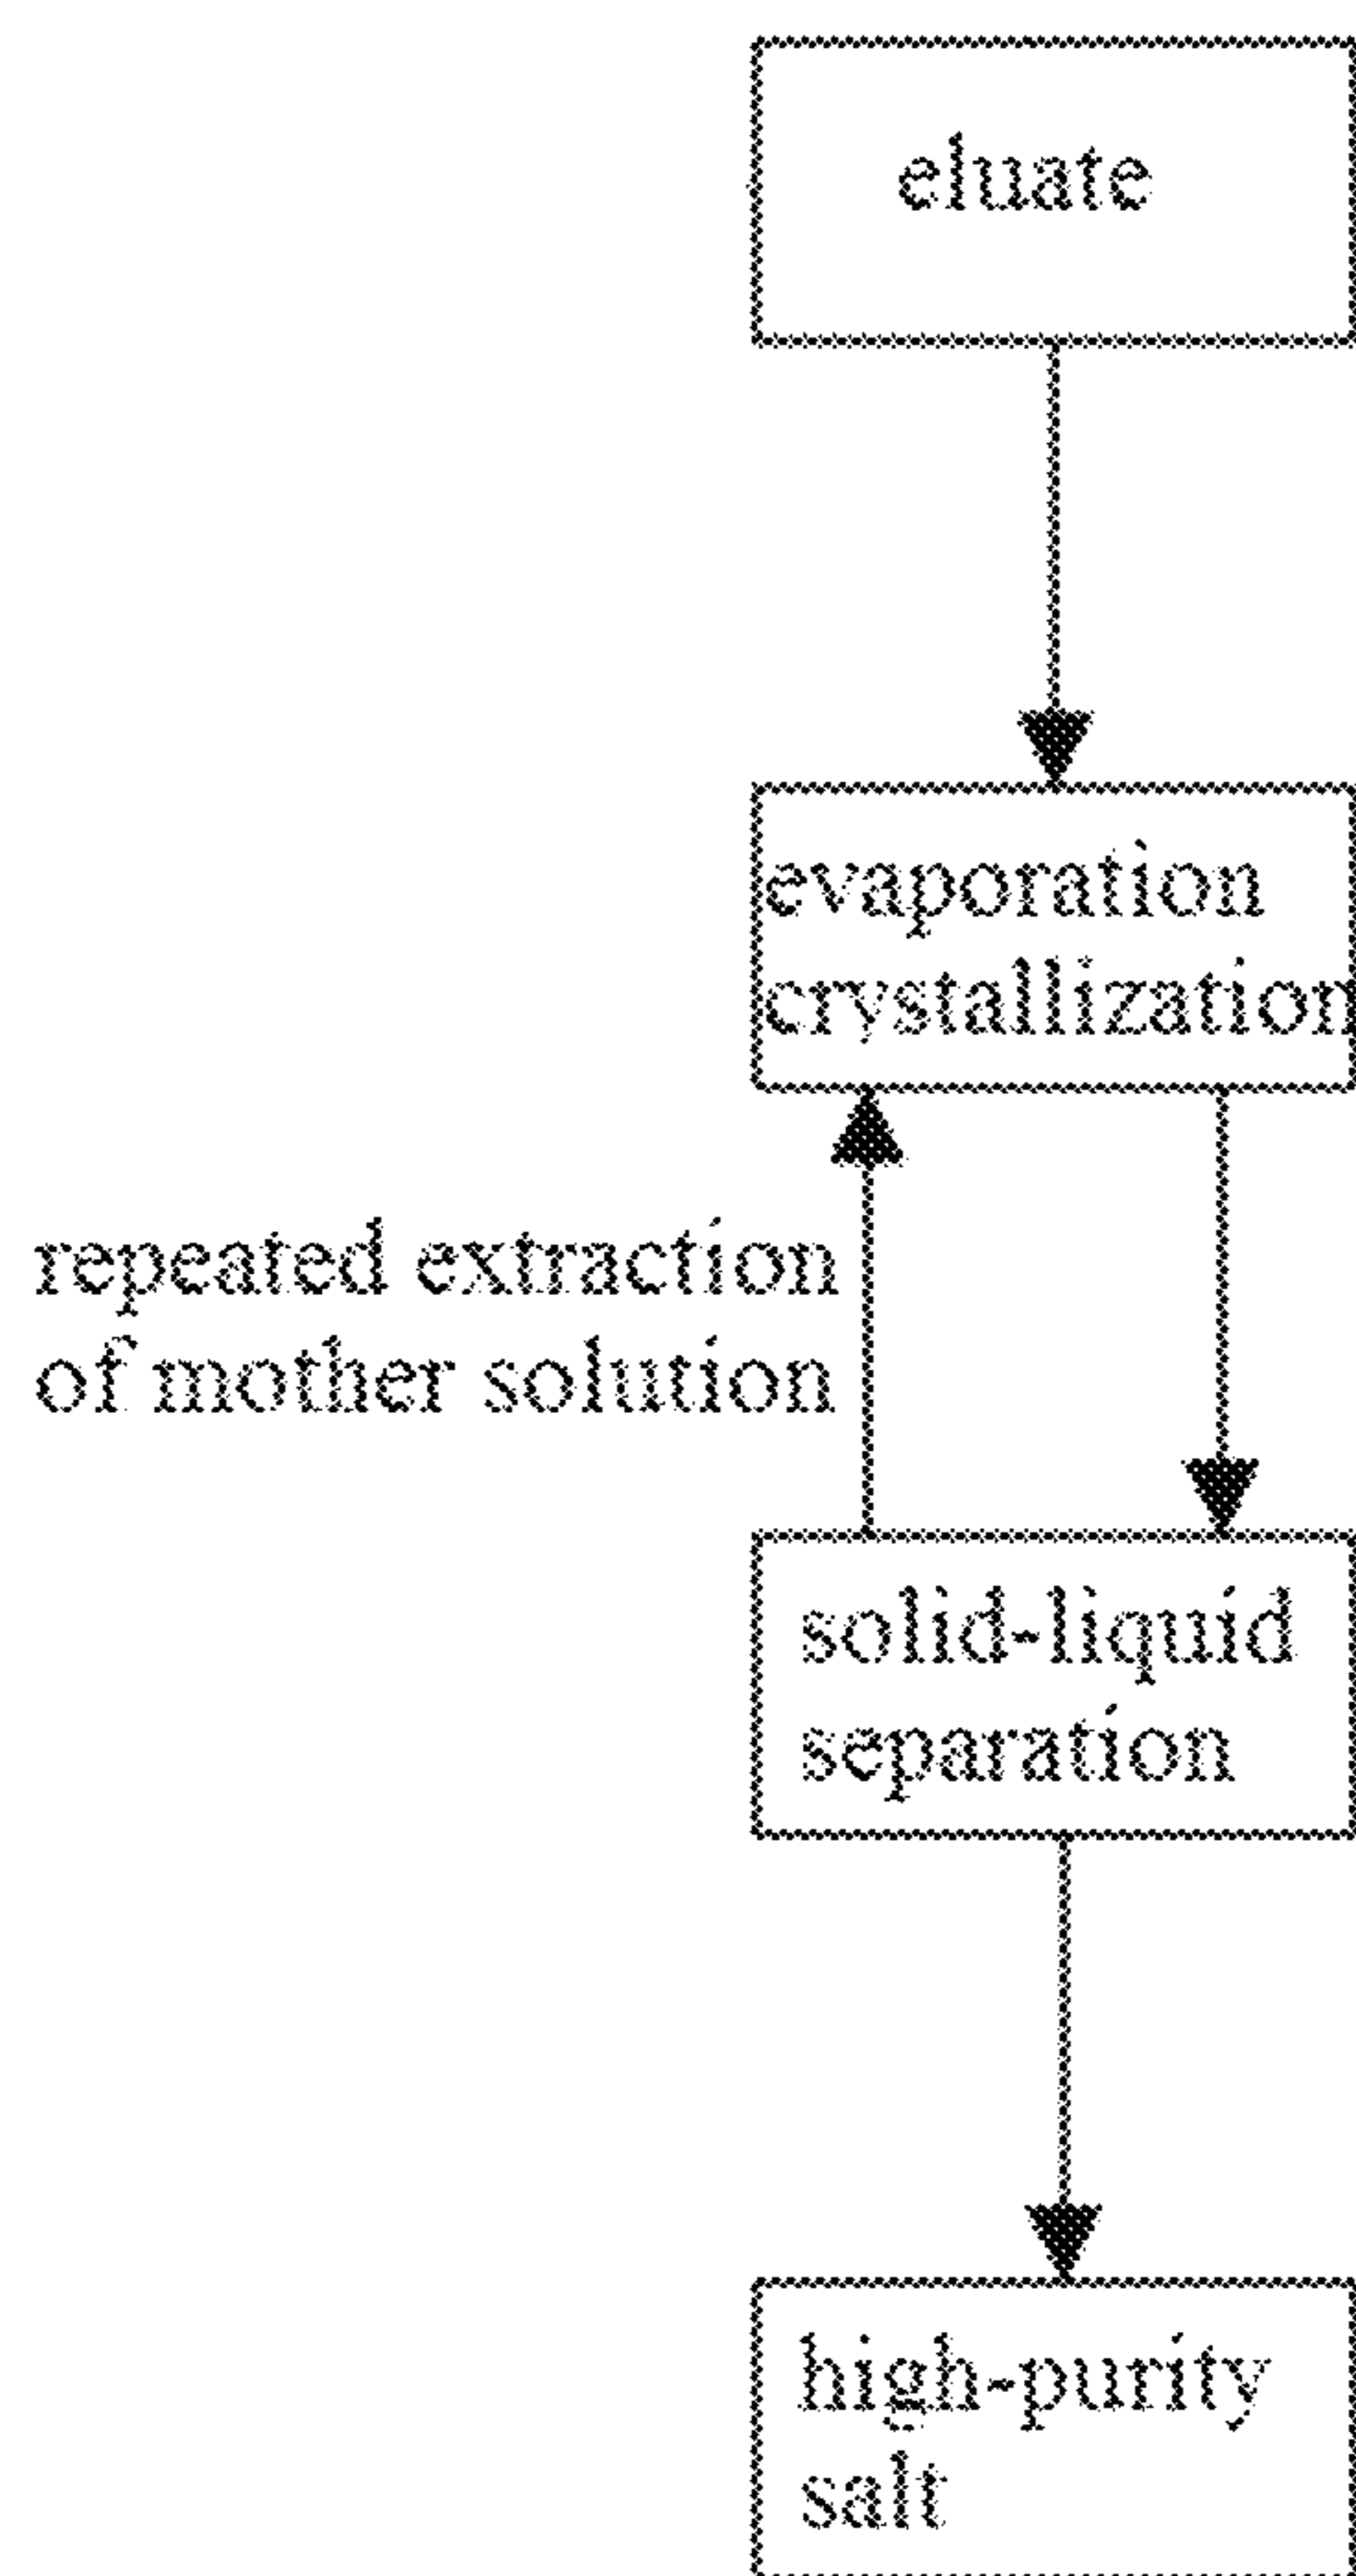 eluate
evaporation
crystallization
repeated extraction
of mother solution
solid-liquid
separation
high-purity
salt